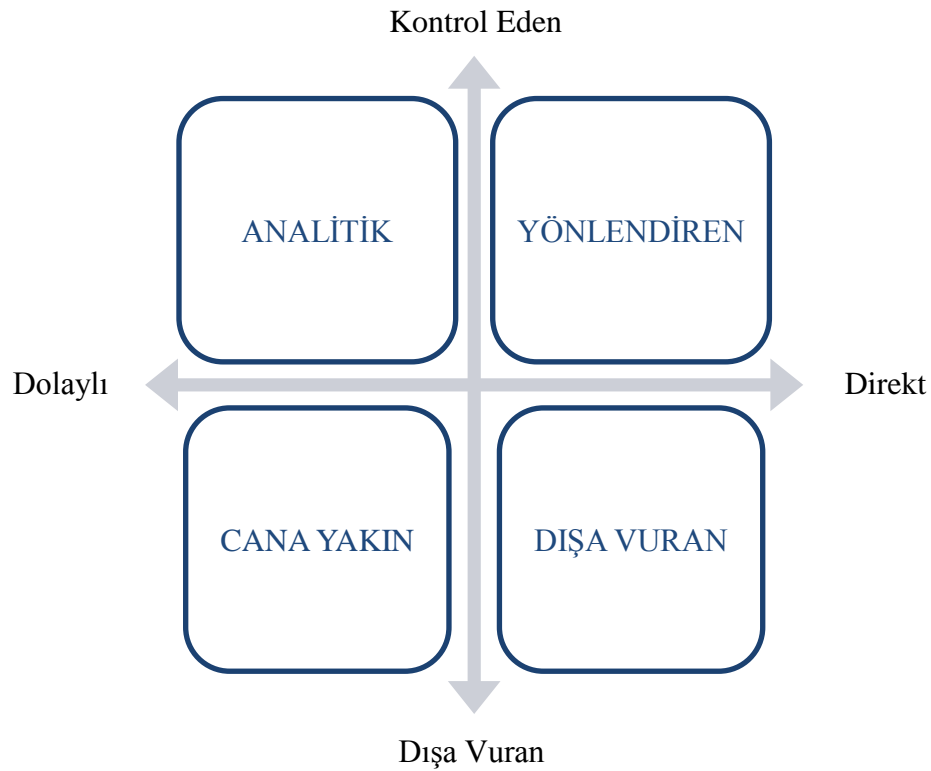 Kontrol Eden
ANALİTİK
YÖNLENDİREN
Dolaylı
Direkt
CANA YAKIN
DIŞA VURAN
Dışa Vuran